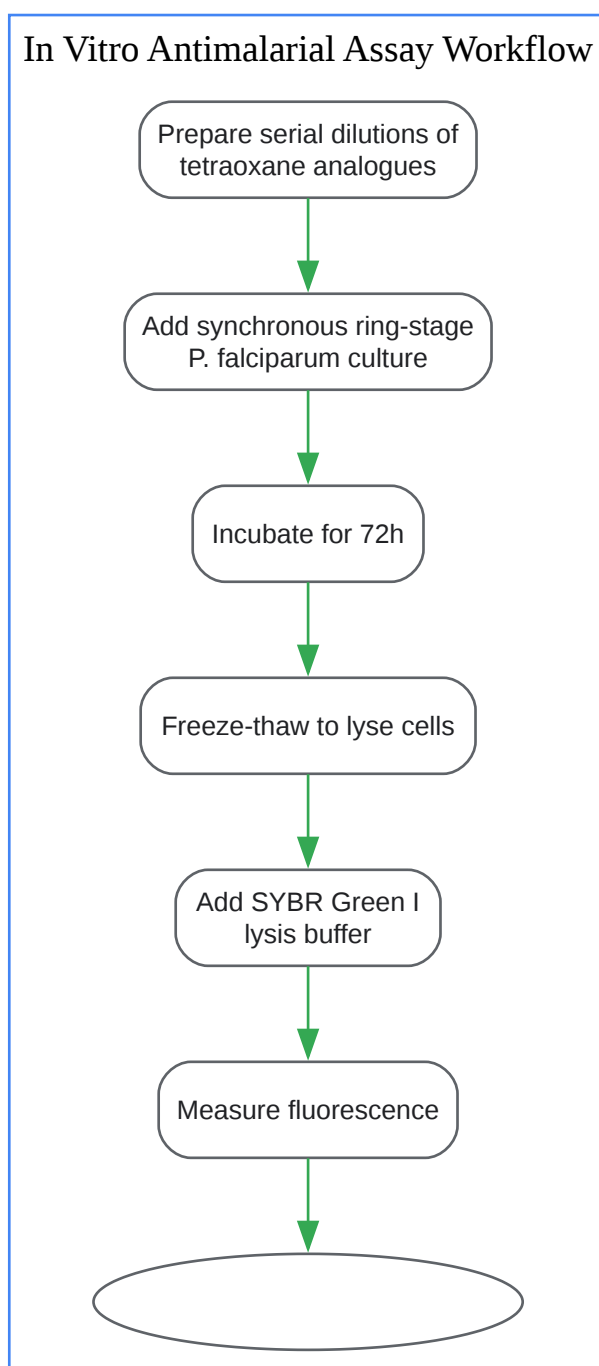 In Vitro Antimalarial Assay Workflow
Prepare serial dilutions of
tetraoxane analogues
Add synchronous ring-stage
P. falciparum culture
Incubate for 72h
Freeze-thaw to lyse cells
Add SYBR Green I
lysis buffer
Measure fluorescence